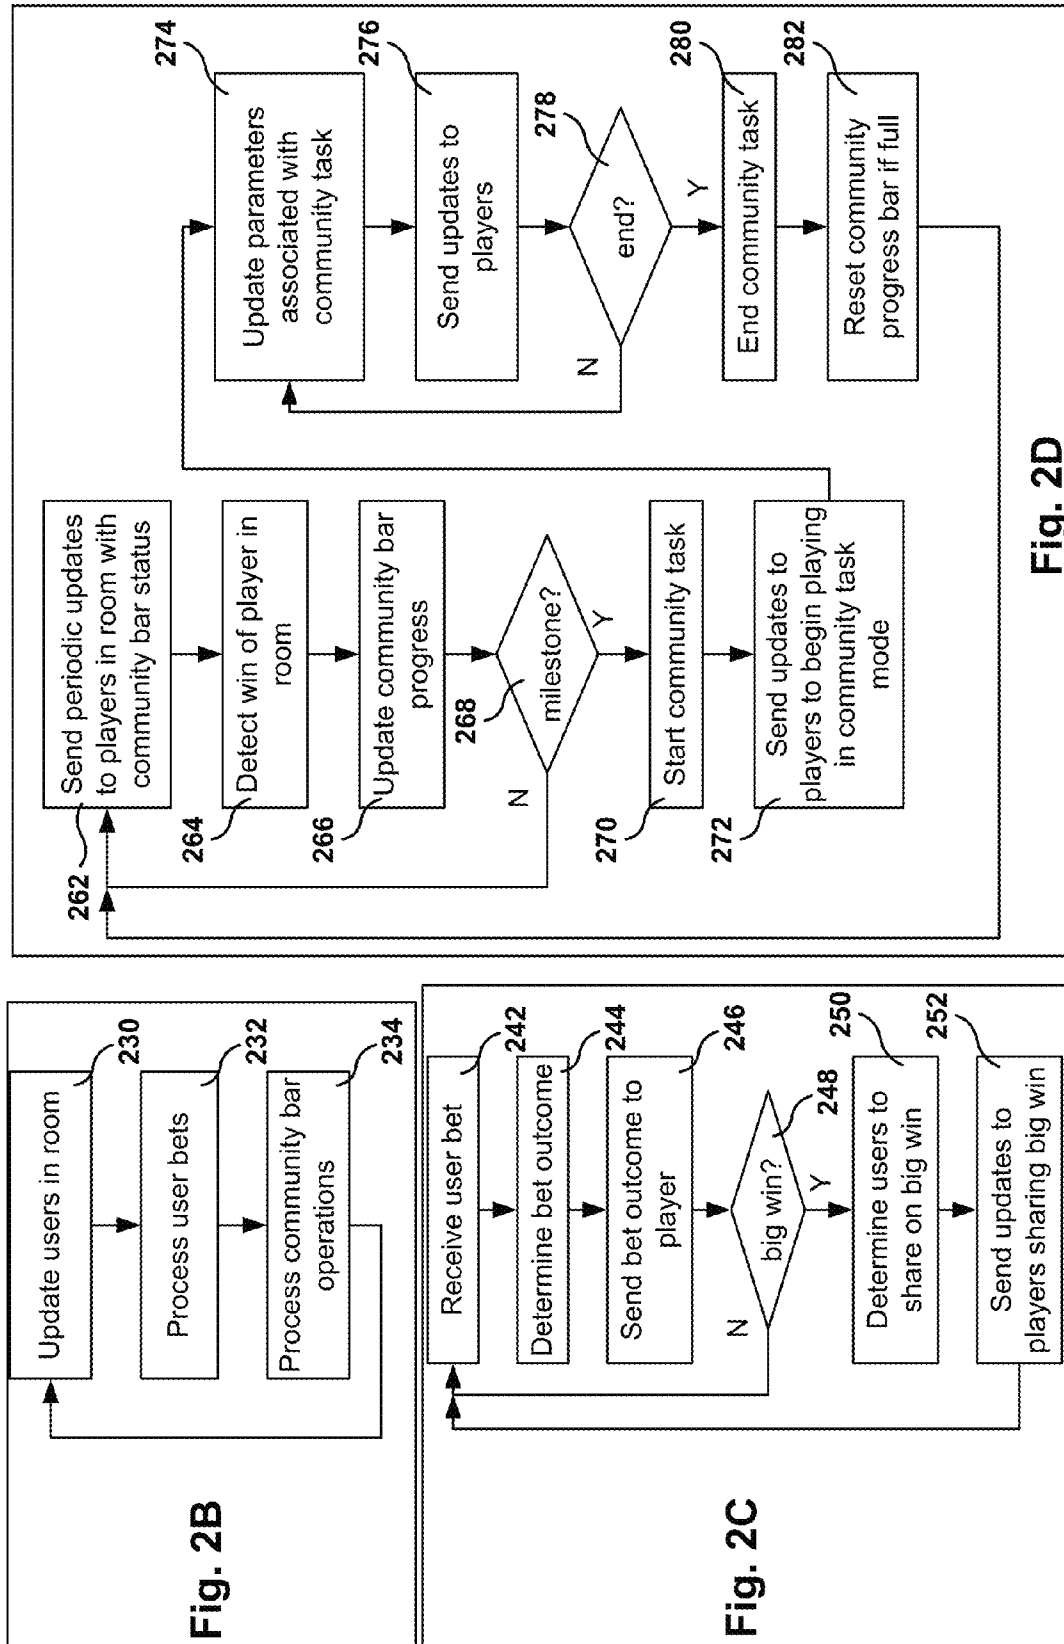 Update users in room
230
Process user bets
232
Process community bar
operations
234
Fig. 2B
Receive user bet
242
Determine bet outcome
244
Send bet outcome to
player
246
big win?
248
N
Y
Determine users to
share on big win
250
Send updates to
players sharing big win
252
Fig. 2C
Send periodic updates
to players in room with
community bar status
262
Detect win of player in
room
264
Update community bar
progress
266
milestone?
268
N
Y
Start community task
270
Send updates to
players to begin playing
in community task
mode
272
Update parameters
associated with
community task
274
Send updates to
players
276
end?
278
N
Y
End community task
280
Reset community
progress bar if full
282
Fig. 2D